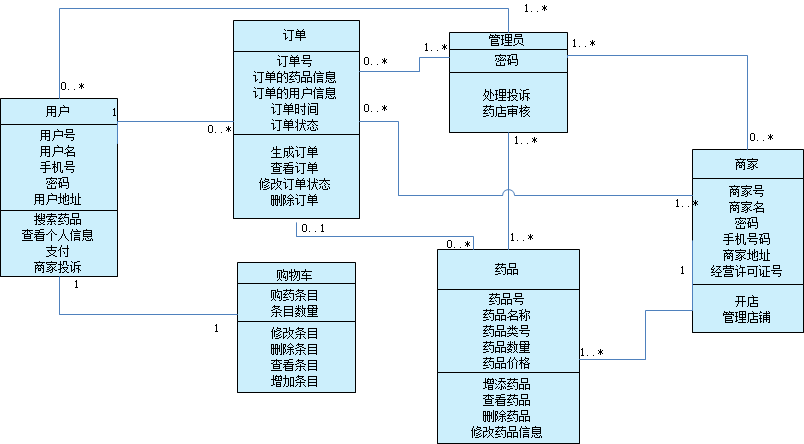 用户
用户号
用户名
手机号
密码
用户地址
搜索药品
查看个人信息
支付
商家投诉
订单
订单号
订单的药品信息
订单的用户信息
订单时间
订单状态
生成订单
查看订单
修改订单状态
删除订单
购物车
购药条目
条目数量
修改条目
删除条目
查看条目
增加条目
管理员
密码
处理投诉
药店审核
药品
药品号
药品名称
药品类号
药品数量
药品价格
增添药品
查看药品
删除药品
修改药品信息
商家
商家号
商家名
密码
手机号码
商家地址
经营许可证号
开店
管理店铺
1..*
0..*
1
0..*
0..*
1..*
0..*
1..*
1..*
0..*
1..*
1..*
0..1
0..*
1
1..*
1
1